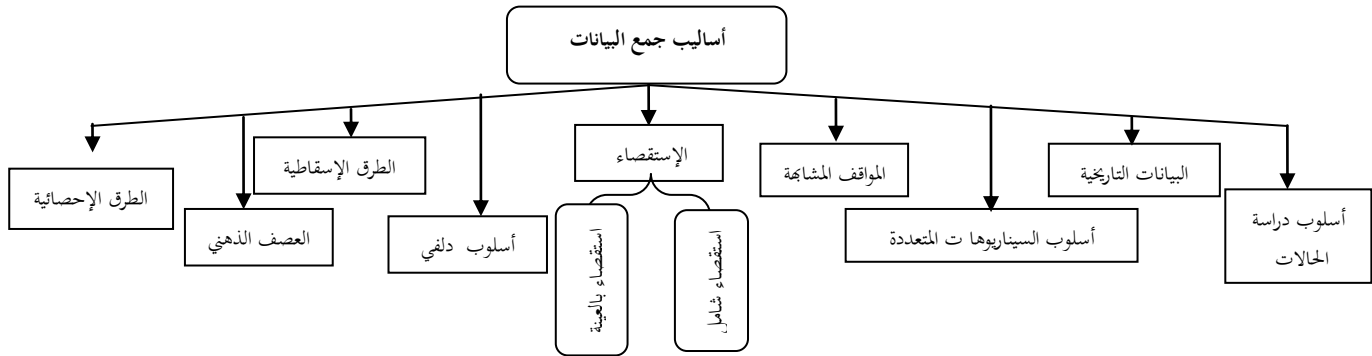 أساليب جمع البيانات
أسلوب دراسة
الحالات
البيانات التاريخية
أسلوب السيناريوها ت المتعددة
المواقف المشابهة
الإستقصاء
استقصاء شامل
استقصاء بالعينة
أسلوب دلفي
الطرق الإسقاطية
العصف الذهني
الطرق الإحصائية